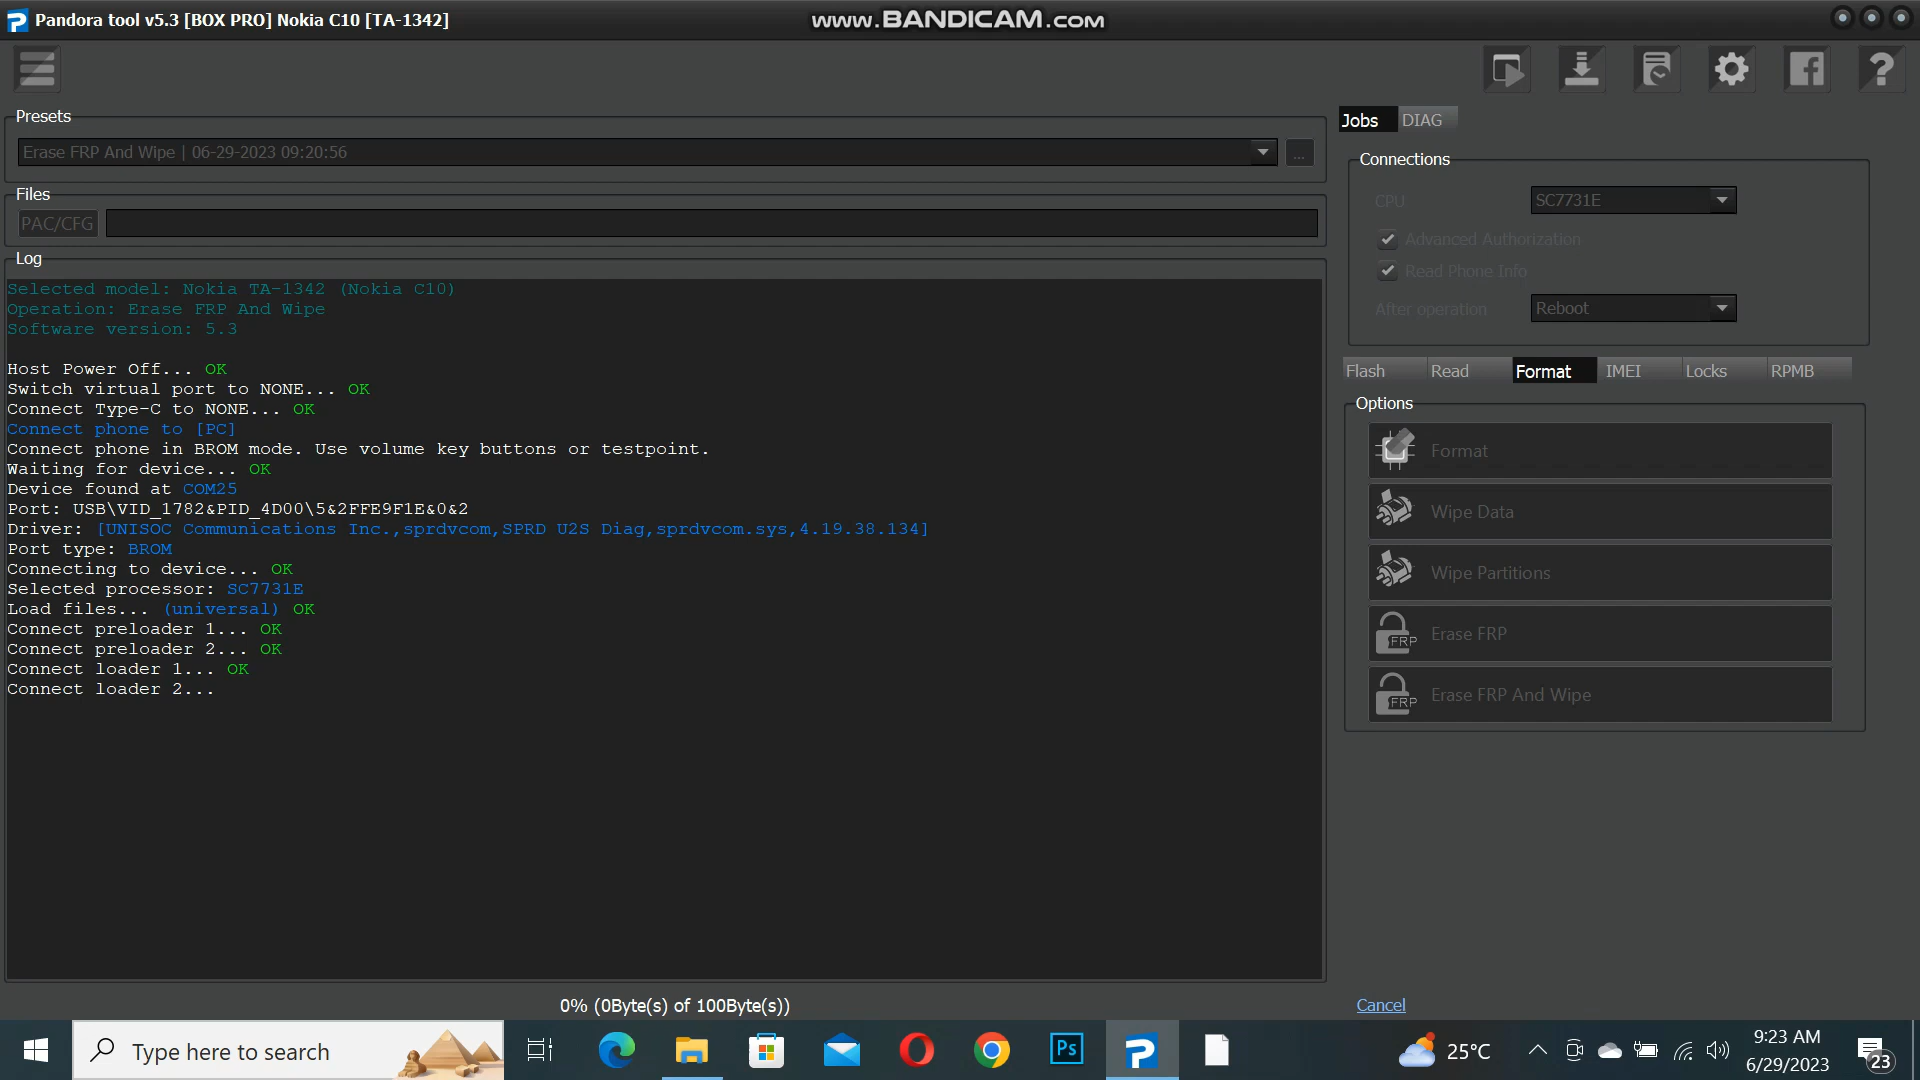 Pandora tool v5.3 [BOX PRO] Nokia C10 [TA-1342]
www.BANDICAM.com
Presets
Erase FRP And Wipe | 06-29-2023 09:20:56
...
Files
PAC/CFG
Log
Selected model: Nokia TA-1342 (Nokia C10)
Operation: Erase FRP And Wipe
Software version: 5.3
Host Power Off... OK
Switch virtual port to NONE... OK
Connect Type-C to NONE... OK
Connect phone to [PC]
Connect phone in BROM mode. Use volume key buttons or testpoint.
Waiting for device... OK
Device found at COM25
Port: USB\VID_1782&PID_4D00\5&2FFE9F1E&0&2
Driver: [UNISOC Communications Inc.,sprdvcom,SPRD U2S Diag,sprdvcom.sys,4.19.38.134]
Port type: BROM
Connecting to device... OK
Selected processor: SC7731E
Load files... (universal) OK
Connect preloader 1... OK
Connect preloader 2... OK
Connect loader 1... OK
Connect loader 2...
Jobs DIAG
Connections
CPU SC7731E
Advanced Authorization
Read Phone Info
After operation Reboot
Flash Read Format IMEI Locks RPMB
Options
Format
Wipe Data
Wipe Partitions
FRP Erase FRP
FRP Erase FRP And Wipe
0% (0Byte(s) of 100Byte(s))
Cancel
Type here to search
Ps
25°C
9:23 AM
6/29/2023
23